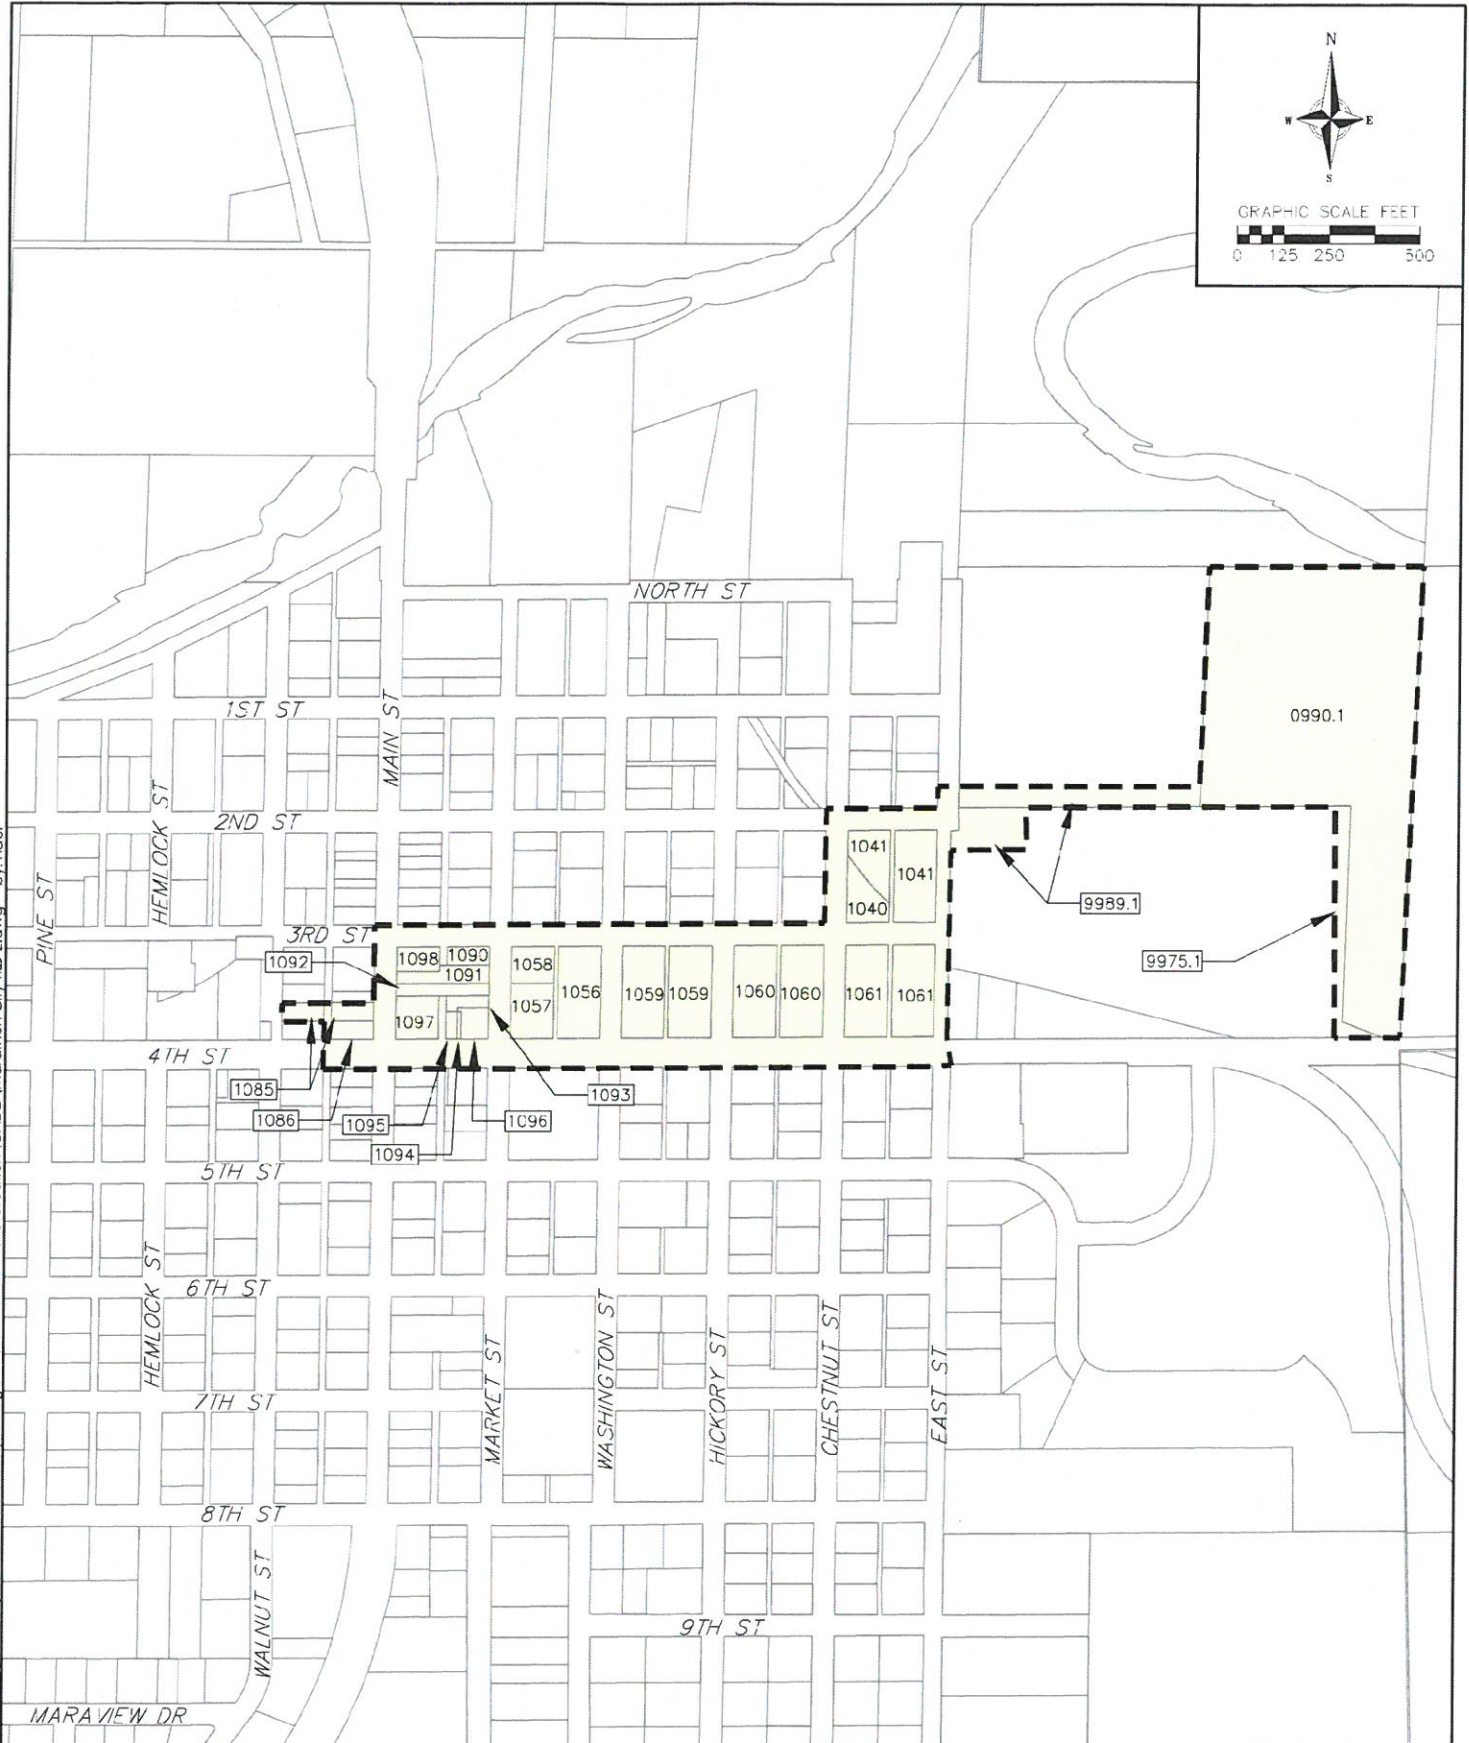 N
W E
S
GRAPHIC SCALE FEET
0 125 250 500
NORTH ST
0990.1
1ST ST
MAIN ST
HEMLOCK ST
2ND ST
1041
1041
1040
PINE ST
9989.1
3RD ST
1092
1098
1090
1091
1058
1057
1056
1059
1059
1060
1060
1061
1061
9975.1
1097
4TH ST
1085
1086
1095
1094
1096
1093
5TH ST
HEMLOCK ST
6TH ST
MARKET ST
WASHINGTON ST
HICKORY ST
CHESTNUT ST
EAST ST
7TH ST
8TH ST
WALNUT ST
9TH ST
MARAVIEW DR